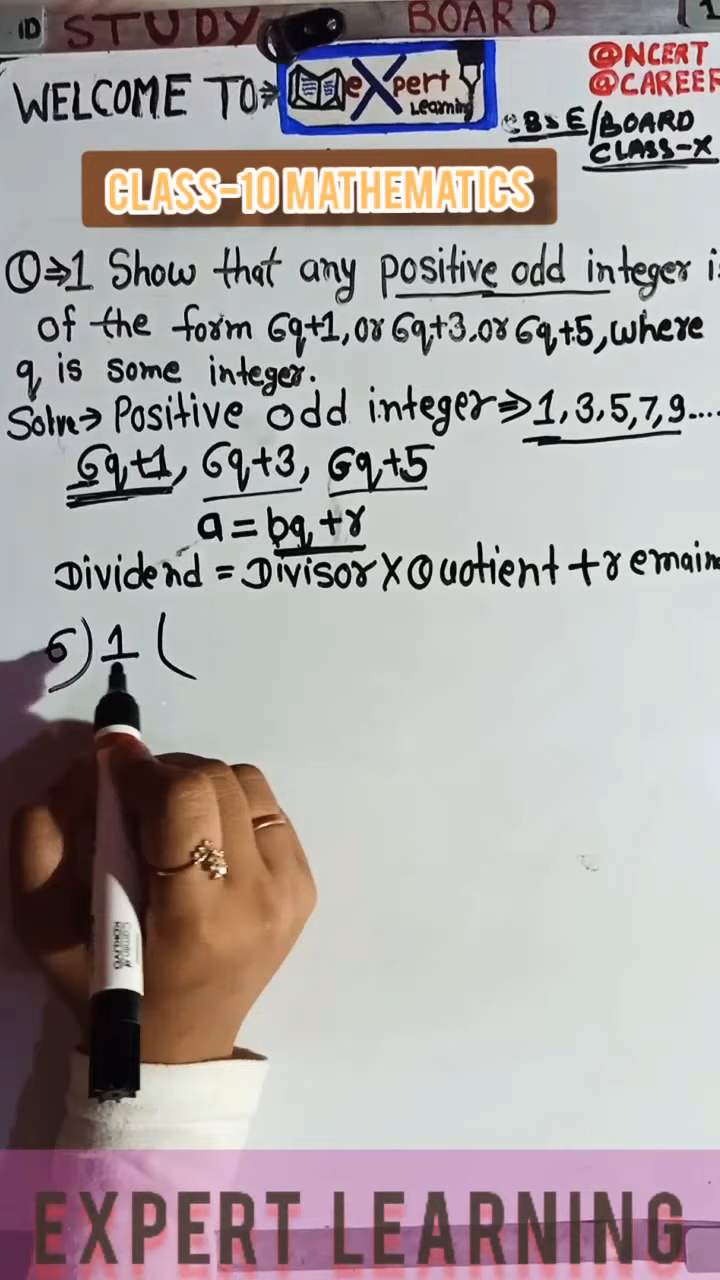 ID STUDY BOARD
WELCOME TO⇒ eXpert Learning
@NCERT
@CAREER
CBSE/BOARD
CLASS-X
CLASS-10 MATHEMATICS
Q⇒1 Show that any positive odd integer is
of the form 6q+1, or 6q+3. or 6q+5, where
q is some integer.
Solve→ Positive odd integer⇒ 1, 3, 5, 7, 9....
6q+1, 6q+3, 6q+5
a = bq + r
Dividend = Divisor X Quotient + remain
6) 1 (
EXPERT LEARNING